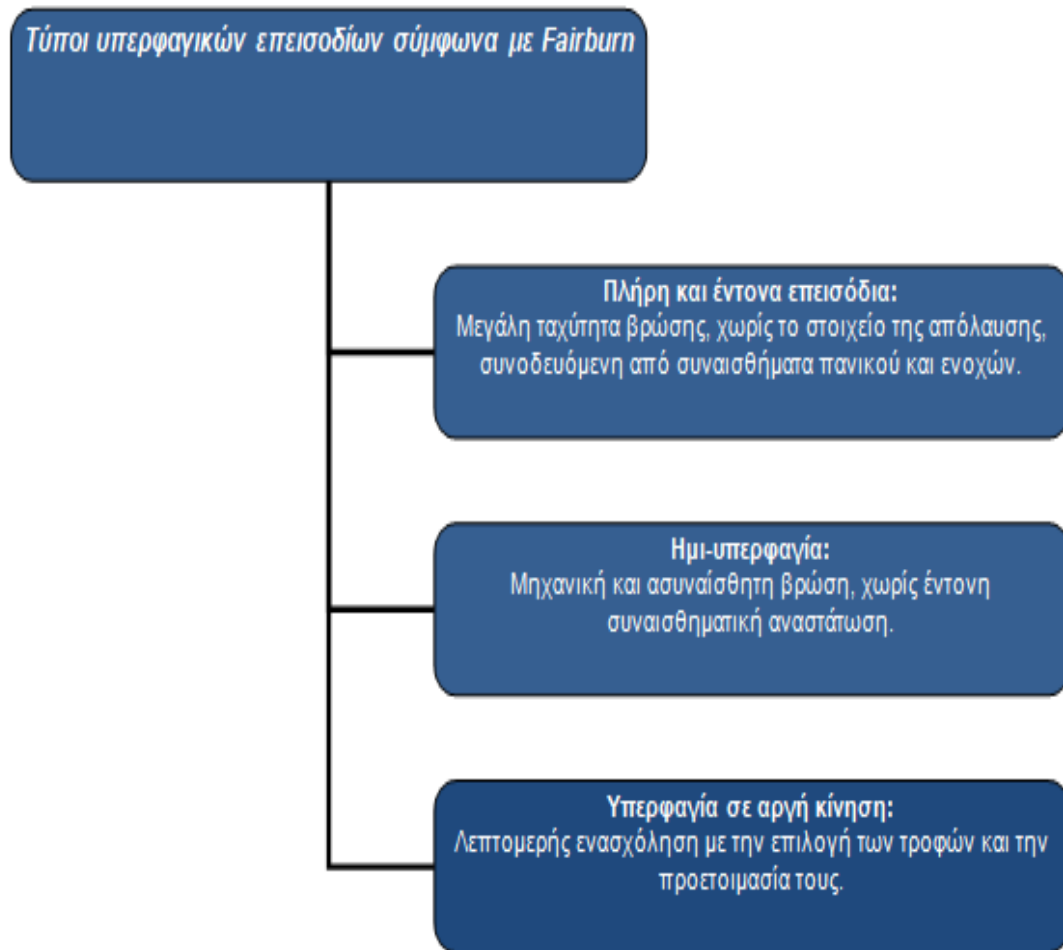 Τύποι υπερφαγικών επεισοδίων σύμφωνα με Fairburn
Πλήρη και έντονα επεισόδια:
Μεγάλη ταχύτητα βρώσης, χωρίς το στοιχείο της απόλαυσης,
συνοδευόμενη από συναισθήματα πανικού και ενοχών.
Ημι-υπερφαγία:
Μηχανική και ασυναίσθητη βρώση, χωρίς έντονη
συναισθηματική αναστάτωση.
Υπερφαγία σε αργή κίνηση:
Λεπτομερής ενασχόληση με την επιλογή των τροφών και την
προετοιμασία τους.